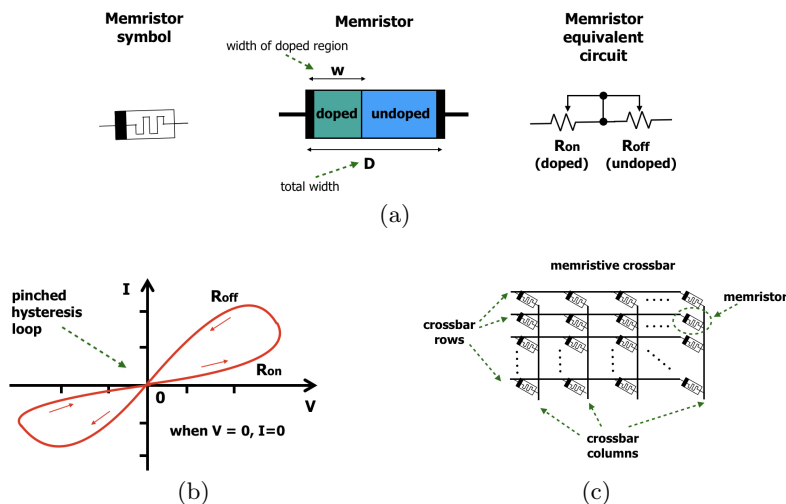 Memristor
symbol
Memristor
width of doped region
w
doped
undoped
D
total width
Memristor
equivalent
circuit
Ron
(doped)
Roff
(undoped)
(a)
pinched
hysteresis
loop
I
Roff
Ron
0
V
when V = 0, I=0
(b)
memristive crossbar
memristor
crossbar
rows
crossbar
columns
(c)